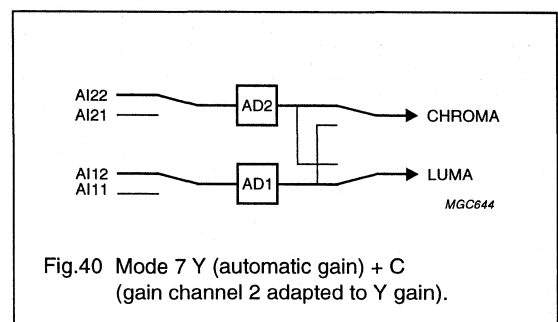 AI22
AI21
AD2
CHROMA
AI12
AI11
AD1
LUMA
MGC644
Fig.40 Mode 7 Y (automatic gain) + C
(gain channel 2 adapted to Y gain).